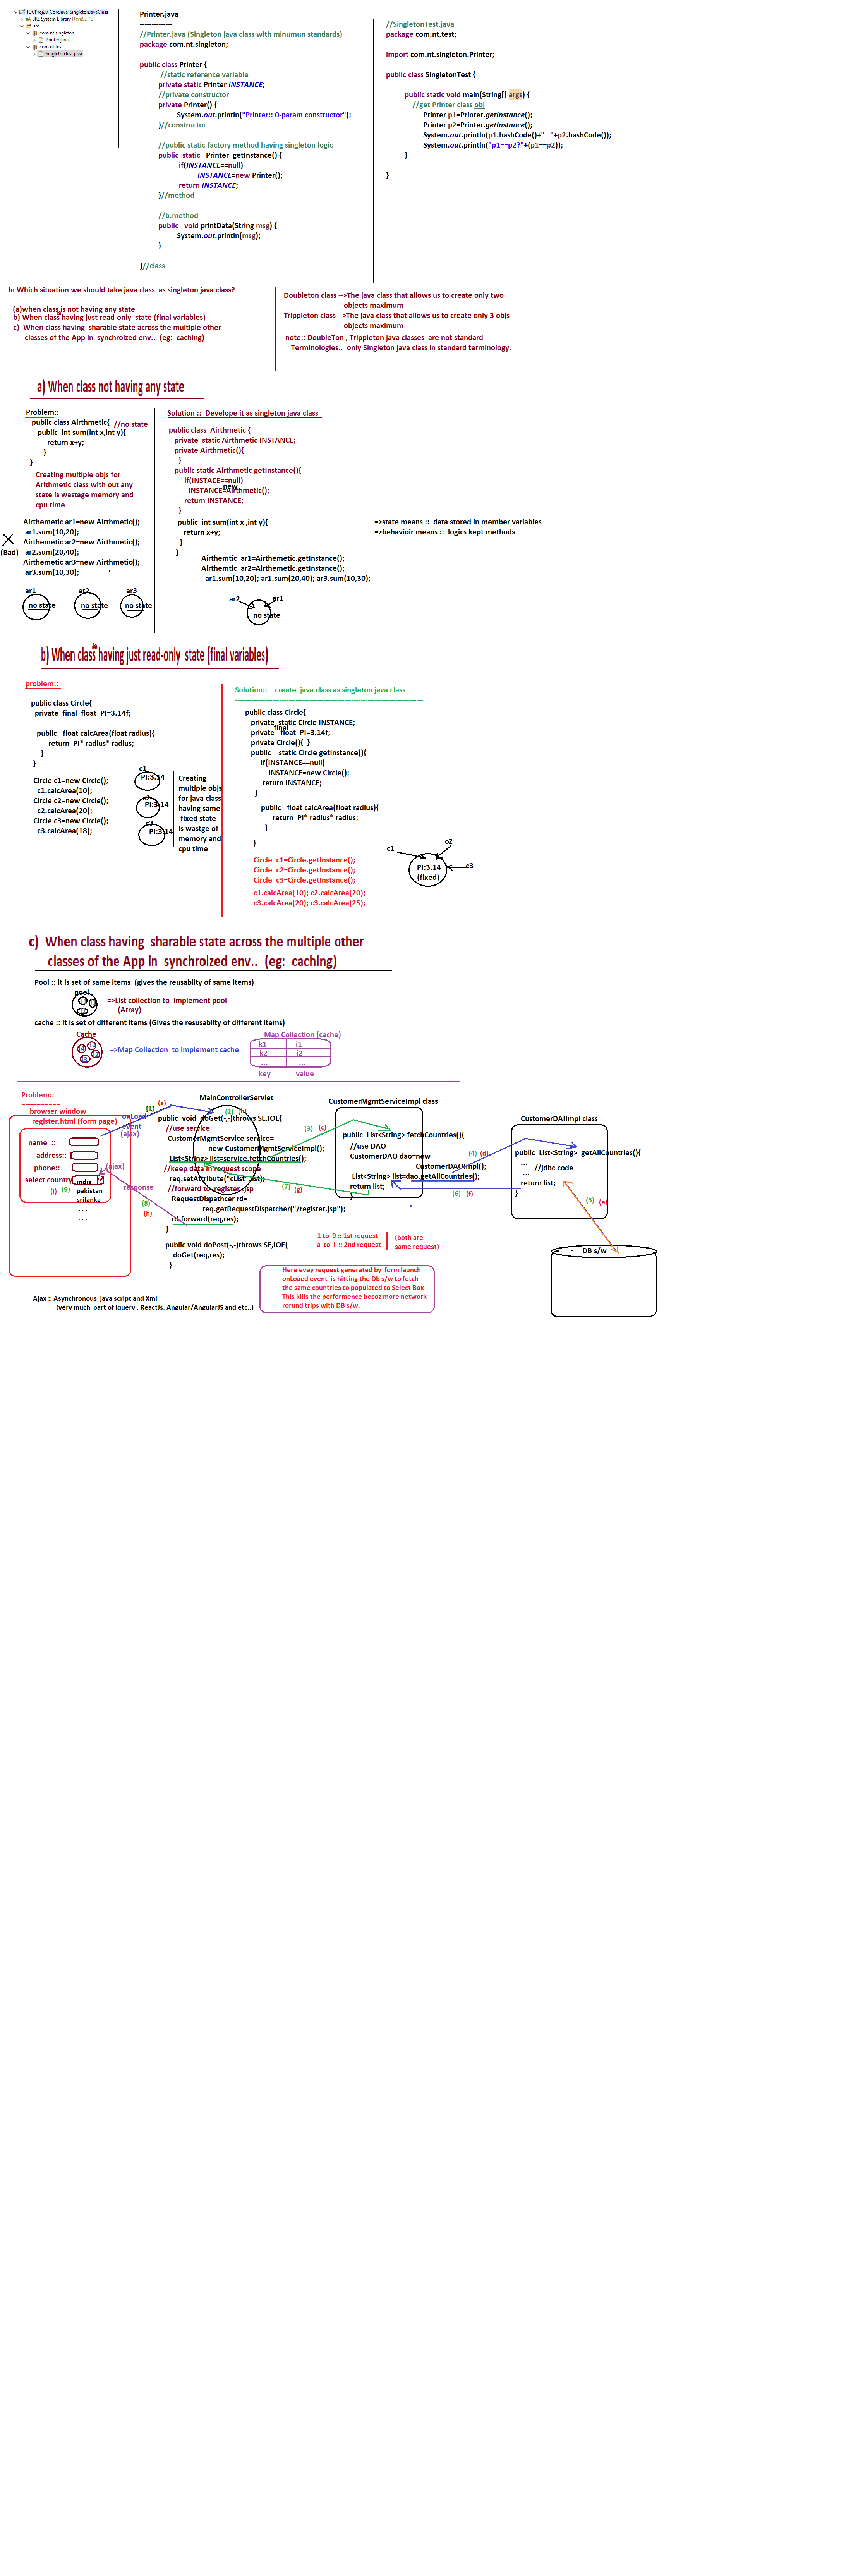 IOCProj20-CoreJava-SingletonJavaClass
JRE System Library [JavaSE-15]
src
com.nt.singleton
Printer.java
com.nt.test
SingletonTest.java
Printer.java
--------------
//Printer.java (Singleton java class with minumun standards)
package com.nt.singleton;
public class Printer {
//static reference variable
private static Printer INSTANCE;
//private constructor
private Printer() {
System.out.println("Printer:: 0-param constructor");
}//constructor
//public static factory method having singleton logic
public static Printer getInstance() {
if(INSTANCE==null)
INSTANCE=new Printer();
return INSTANCE;
}//method
//b.method
public void printData(String msg) {
System.out.println(msg);
}
}//class
//SingletonTest.java
package com.nt.test;
import com.nt.singleton.Printer;
public class SingletonTest {
public static void main(String[] args) {
//get Printer class obj
Printer p1=Printer.getInstance();
Printer p2=Printer.getInstance();
System.out.println(p1.hashCode()+" "+p2.hashCode());
System.out.println("p1==p2?"+(p1==p2));
}
}
In Which situation we should take java class as singleton java class?
(a)when class is not having any state
b) When class having just read-only state (final variables)
c) When class having sharable state across the multiple other
classes of the App in synchroized env.. (eg: caching)
Doubleton class -->The java class that allows us to create only two
objects maximum
Trippleton class -->The java class that allows us to create only 3 objs
objects maximum
note:: DoubleTon , Trippleton java classes are not standard
Terminologies.. only Singleton java class in standard terminology.
a) When class not having any state
Problem::
public class Airthmetic{ //no state
public int sum(int x,int y){
return x+y;
}
}
Creating multiple objs for
Arithmetic class with out any
state is wastage memory and
cpu time
Airthemetic ar1=new Airthmetic();
ar1.sum(10,20);
Airthemetic ar2=new Airthmetic();
ar2.sum(20,40);
Airthemetic ar3=new Airthmetic();
ar3.sum(10,30);
(Bad)
ar1
ar2
ar3
no state
no state
no state
Solution :: Develope it as singleton java class
public class Airthmetic {
private static Airthmetic INSTANCE;
private Airthmetic(){
}
public static Airthmetic getInstance(){
if(INSTACE==null)
new
INSTANCE=Airthmetic();
return INSTANCE;
}
public int sum(int x ,int y){
return x+y;
}
}
Airthemtic ar1=Airthemetic.getInstance();
Airthmetic ar2=Airthemetic.getInstance();
ar1.sum(10,20); ar1.sum(20,40); ar3.sum(10,30);
ar2
ar1
no state
=>state means :: data stored in member variables
=>behavioir means :: logics kept methods
b) When class is having just read-only state (final variables)
problem::
public class Circle{
private final float PI=3.14f;
public float calcArea(float radius){
return PI* radius* radius;
}
}
Circle c1=new Circle();
c1.calcArea(10);
Circle c2=new Circle();
c2.calcArea(20);
Circle c3=new Circle();
c3.calcArea(18);
c1
PI:3.14
c2
PI:3.14
c3
PI:3.14
Creating
multiple objs
for java class
having same
fixed state
is wastge of
memory and
cpu time
Solution:: create java class as singleton java class
public class Circle{
private static Circle INSTANCE;
final
private float PI=3.14f;
private Circle(){ }
public static Circle getInstance(){
if(INSTANCE==null)
INSTANCE=new Circle();
return INSTANCE;
}
public float calcArea(float radius){
return PI* radius* radius;
}
}
Circle c1=Circle.getInstance();
Circle c2=Circle.getInstance();
Circle c3=Circle.getInstance();
c1.calcArea(10); c2.calcArea(20);
c3.calcArea(20); c3.calcArea(25);
c1
o2
c3
PI:3.14
(fixed)
c) When class having sharable state across the multiple other
classes of the App in synchroized env.. (eg: caching)
Pool :: it is set of same items (gives the reusablity of same items)
pool
=>List collection to implement pool
(Array)
cache :: it is set of different items (Gives the resusablity of different items)
Cache
=>Map Collection to implement cache
Map Collection (cache)
k1 i1
k2 i2
... ...
key value
Problem::
==========
browser window
register.html (form page)
name ::
address::
phone::
select country
india
pakistan
srilanka
. . .
. . .
(i) (9)
[1] (a)
onLoad
event
(ajax)
(ajax)
response
(8)
(h)
MainControllerServlet
(2) (b)
public void doGet(-,-)throws SE,IOE{
//use service
CustomerMgmtService service=
new CustomerMgmtServiceImpl();
List<String> list=service.fetchCountries();
//keep data in request scope
req.setAttribute("cList",list);
//forward to register.jsp
RequestDispathcer rd=
req.getRequestDispatcher("/register.jsp");
rd.forward(req,res);
}
public void doPost(-,-)throws SE,IOE{
doGet(req,res);
}
(3) (c)
(7) (g)
CustomerMgmtServiceImpl class
public List<String> fetchCountries(){
//use DAO
CustomerDAO dao=new
CustomerDAOImpl();
List<String> list=dao.getAllCountries();
return list;
}
(4) (d)
(6) (f)
CustomerDAIImpl class
public List<String> getAllCountries(){
...
... //jdbc code
return list;
}
(5) (e)
DB s/w
1 to 9 :: 1st request
a to i :: 2nd request
(both are
same request)
Here evey request generated by form launch
onLoaed event is hitting the Db s/w to fetch
the same countries to populated to Select Box
This kills the performence becoz more network
rorund trips with DB s/w.
Ajax :: Asynchronous java script and Xml
(very much part of jquery , ReactJs, Angular/AngularJS and etc..)